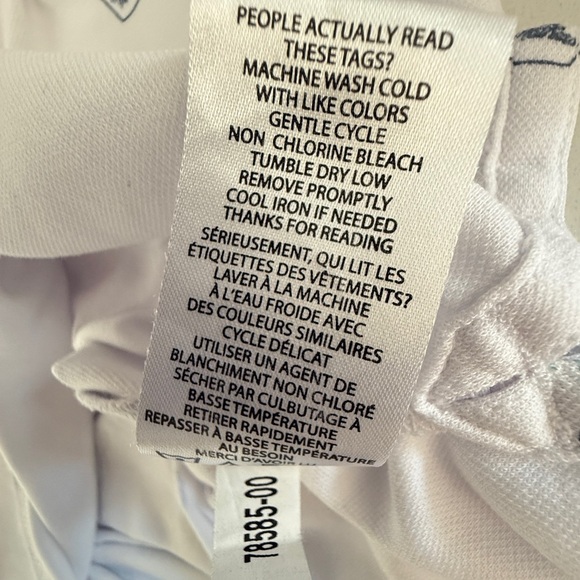 PEOPLE ACTUALLY READ
THESE TAGS?
MACHINE WASH COLD
WITH LIKE COLORS
GENTLE CYCLE
NON CHLORINE BLEACH
TUMBLE DRY LOW
REMOVE PROMPTLY
COOL IRON IF NEEDED
THANKS FOR READING
SÉRIEUSEMENT, QUI LIT LES
ÉTIQUETTES DES VÊTEMENTS?
LAVER À LA MACHINE
À L'EAU FROIDE AVEC
DES COULEURS SIMILAIRES
CYCLE DÉLICAT
UTILISER UN AGENT DE
BLANCHIMENT NON CHLORÉ
SÉCHER PAR CULBUTAGE À
BASSE TEMPÉRATURE
RETIRER RAPIDEMENT
REPASSER À BASSE TEMPÉRATURE
AU BESOIN
MERCI D'AVOIR
78585-00